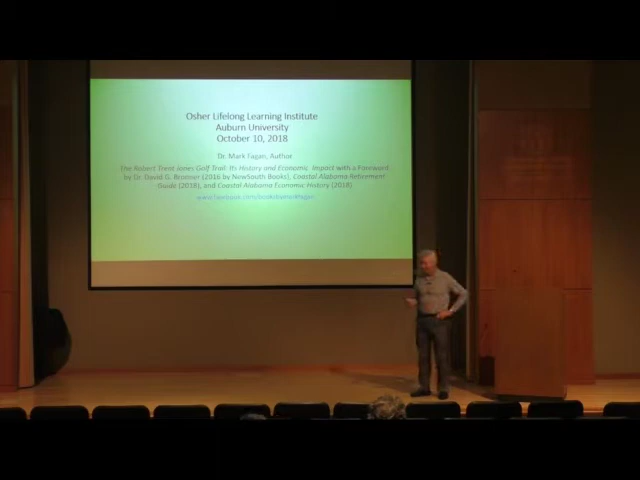 Osher Lifelong Learning Institute
Auburn University
October 10, 2018
Dr. Mark Fagan, Author
The Robert Trent Jones Golf Trail: Its History and Economic Impact with a Foreword
by Dr. David G. Bronner (2016 by NewSouth Books), Coastal Alabama Retirement
Guide (2018), and Coastal Alabama Economic History (2018)